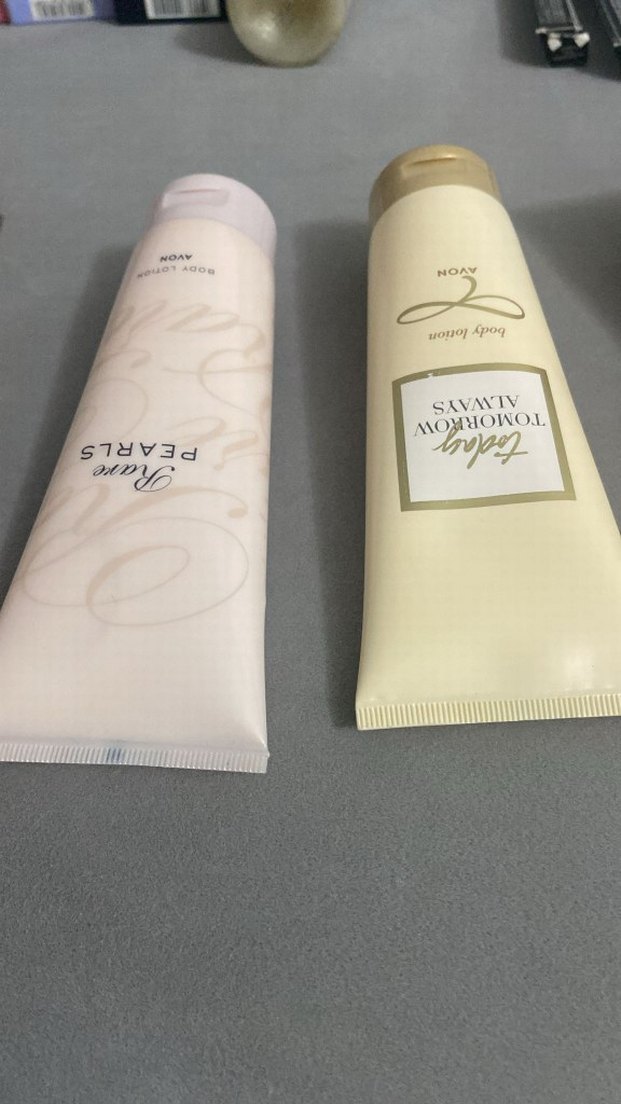 Rare
PEARLS
BODY LOTION
AVON
today
TOMORROW
ALWAYS
body lotion
AVON